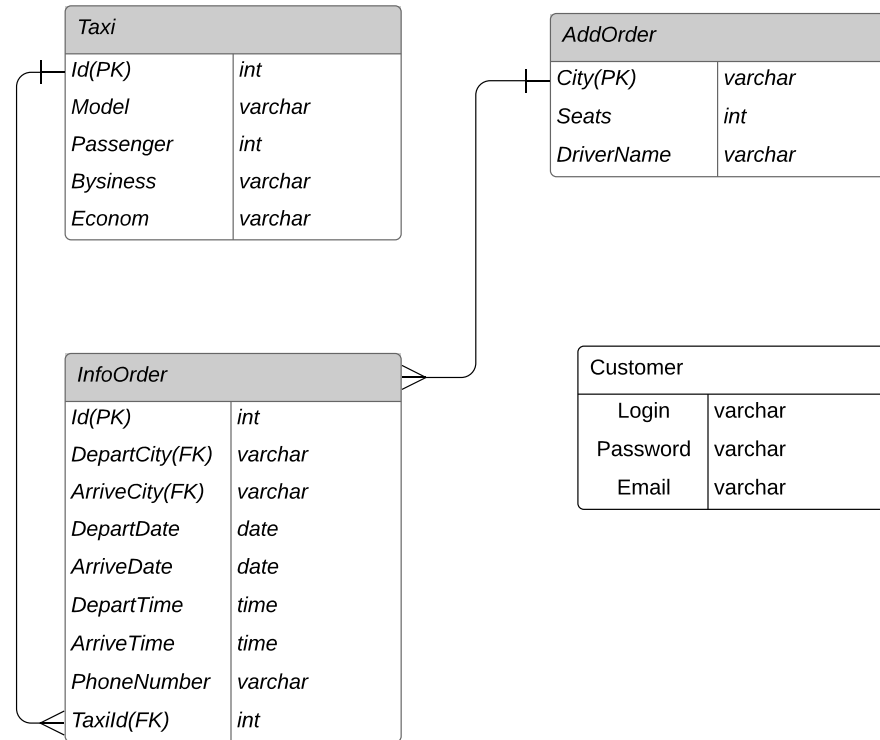 Taxi
Id(PK) int
Model varchar
Passenger int
Bysiness varchar
Econom varchar
AddOrder
City(PK) varchar
Seats int
DriverName varchar
InfoOrder
Id(PK) int
DepartCity(FK) varchar
ArriveCity(FK) varchar
DepartDate date
ArriveDate date
DepartTime time
ArriveTime time
PhoneNumber varchar
TaxiId(FK) int
Customer
Login varchar
Password varchar
Email varchar